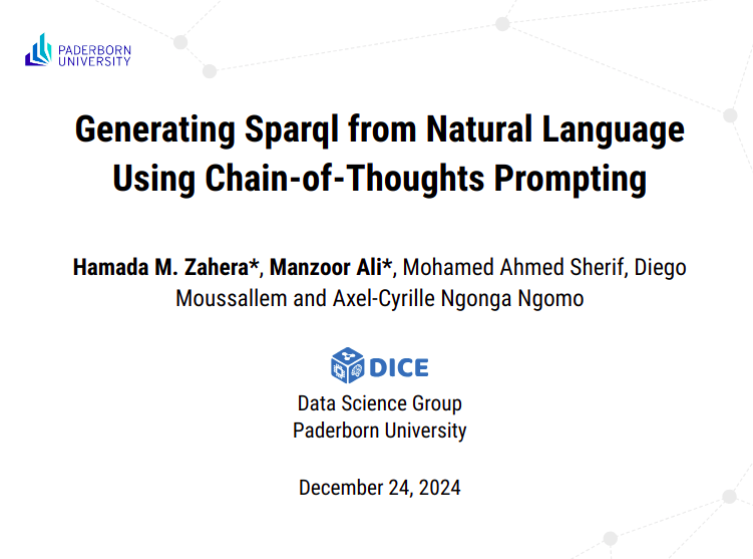 PADERBORN
UNIVERSITY
Generating Sparql from Natural Language
Using Chain-of-Thoughts Prompting
Hamada M. Zahera*, Manzoor Ali*, Mohamed Ahmed Sherif, Diego
Moussallem and Axel-Cyrille Ngonga Ngomo
DICE
Data Science Group
Paderborn University
December 24, 2024